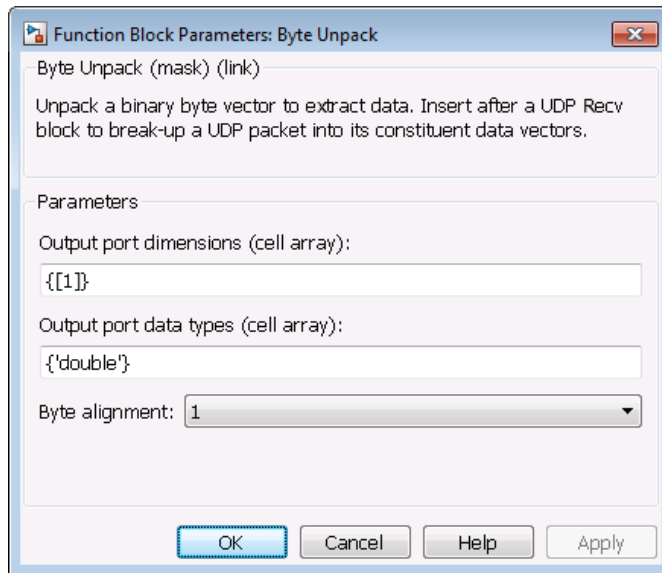 Function Block Parameters: Byte Unpack
Byte Unpack (mask) (link)
Unpack a binary byte vector to extract data. Insert after a UDP Recv
block to break-up a UDP packet into its constituent data vectors.
Parameters
Output port dimensions (cell array):
{[1]}
Output port data types (cell array):
{'double'}
Byte alignment: 1
OK Cancel Help Apply